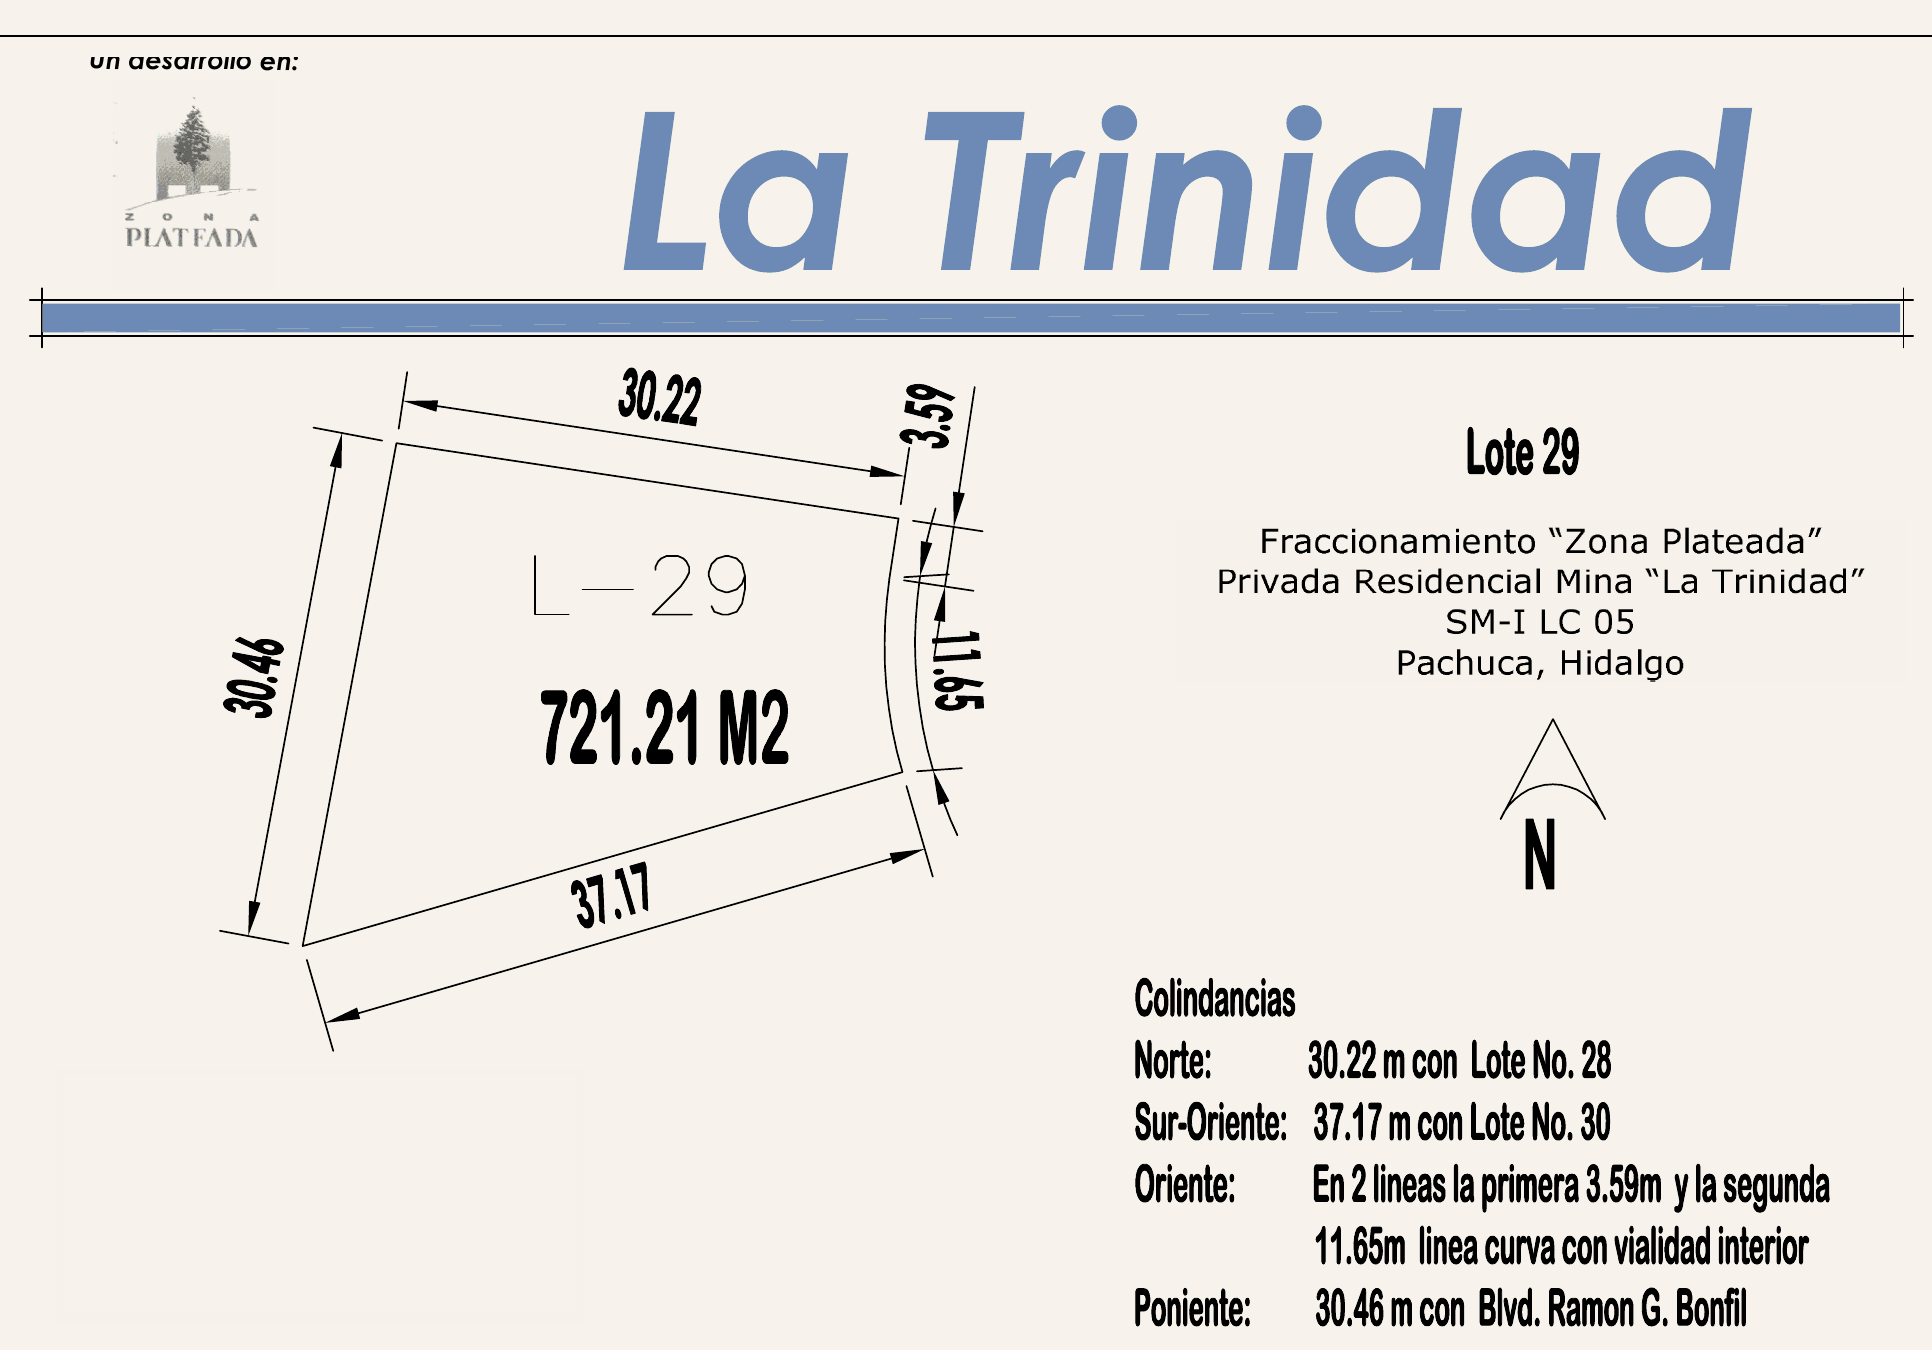 un desarrollo en:
ZONA
PLATEADA
La Trinidad
30.22
3.59
30.46
L-29
11.65
721.21 M2
37.17
Lote 29
Fraccionamiento “Zona Plateada”
Privada Residencial Mina “La Trinidad”
SM-I LC 05
Pachuca, Hidalgo
N
Colindancias
Norte: 30.22 m con Lote No. 28
Sur-Oriente: 37.17 m con Lote No. 30
Oriente: En 2 lineas la primera 3.59m y la segunda
11.65m linea curva con vialidad interior
Poniente: 30.46 m con Blvd. Ramon G. Bonfil